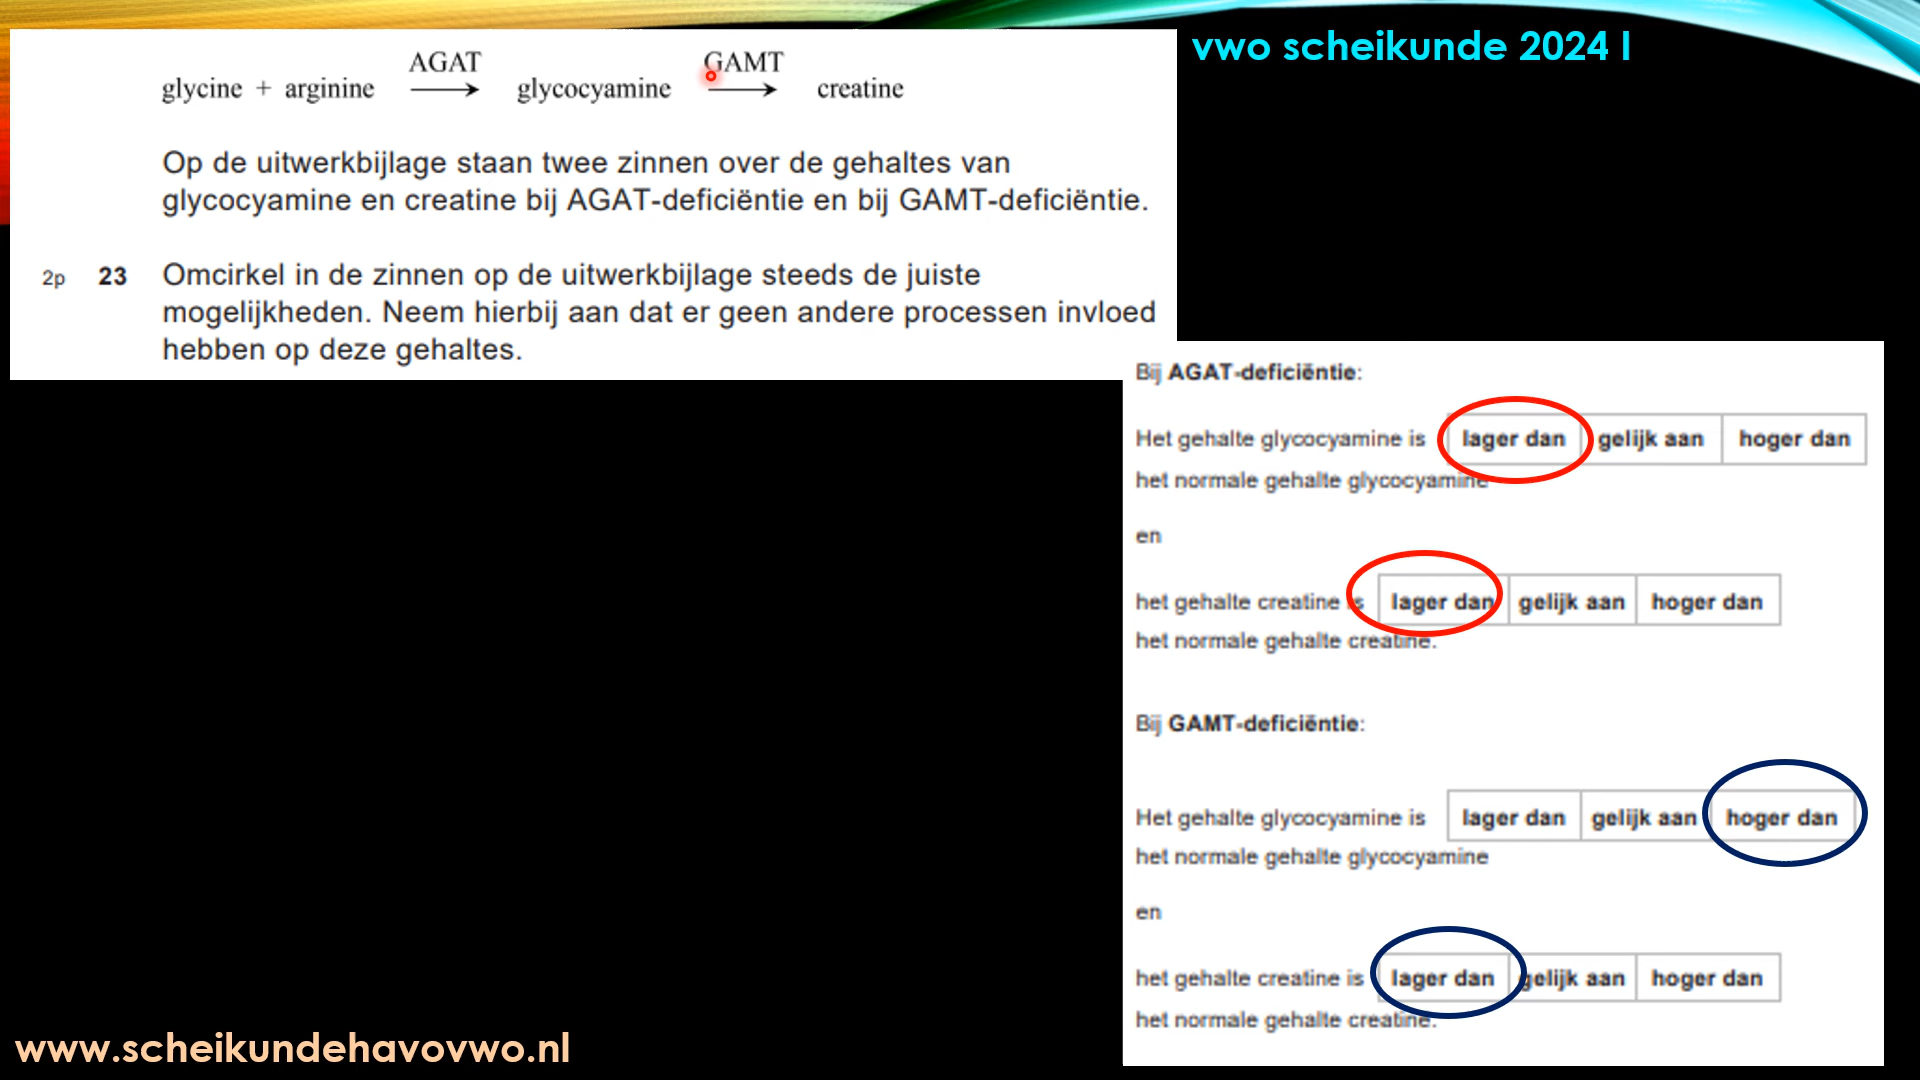 vwo scheikunde 2024 I
AGAT GAMT
glycine + arginine glycocyamine creatine
Op de uitwerkbijlage staan twee zinnen over de gehaltes van
glycocyamine en creatine bij AGAT-deficiëntie en bij GAMT-deficiëntie.
2p 23 Omcirkel in de zinnen op de uitwerkbijlage steeds de juiste
mogelijkheden. Neem hierbij aan dat er geen andere processen invloed
hebben op deze gehaltes.
Bij AGAT-deficiëntie:
Het gehalte glycocyamine is lager dan gelijk aan hoger dan
het normale gehalte glycocyamine
en
het gehalte creatine is lager dan gelijk aan hoger dan
het normale gehalte creatine.
Bij GAMT-deficiëntie:
Het gehalte glycocyamine is lager dan gelijk aan hoger dan
het normale gehalte glycocyamine
en
het gehalte creatine is lager dan gelijk aan hoger dan
het normale gehalte creatine.
www.scheikundehavovwo.nl